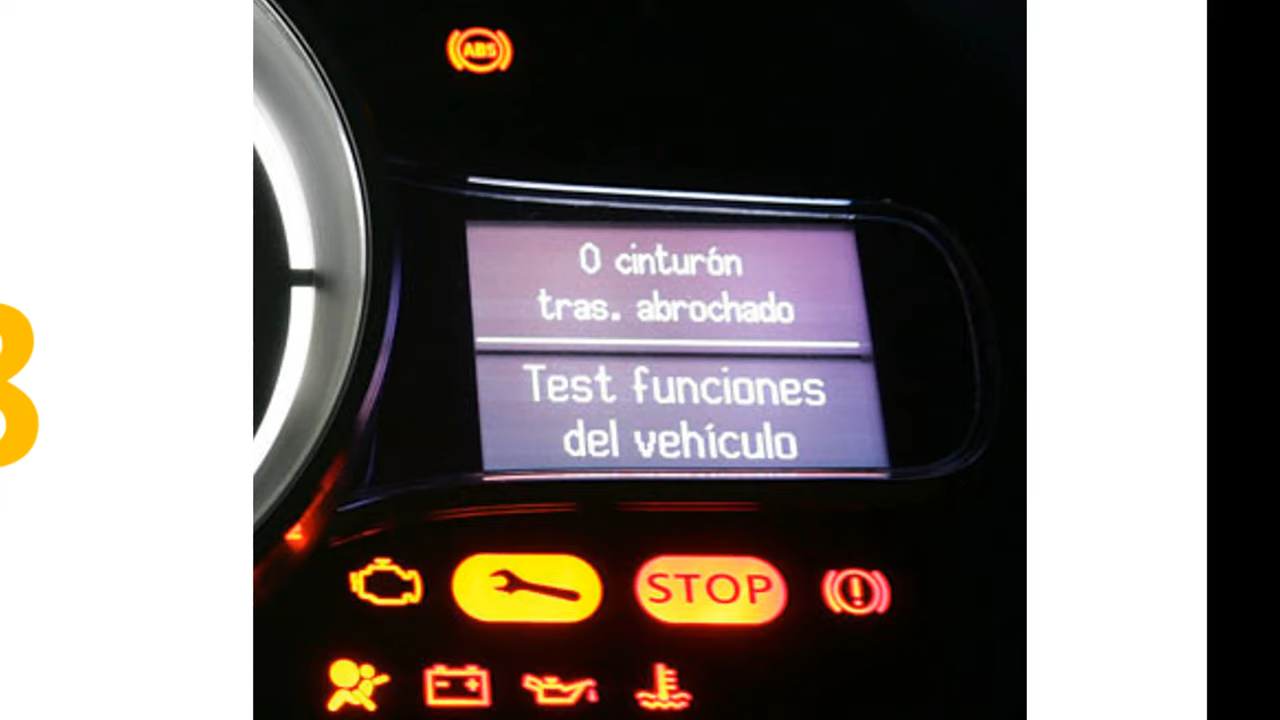 ABS
0 cinturón
tras. abrochado
Test funciones
del vehículo
STOP